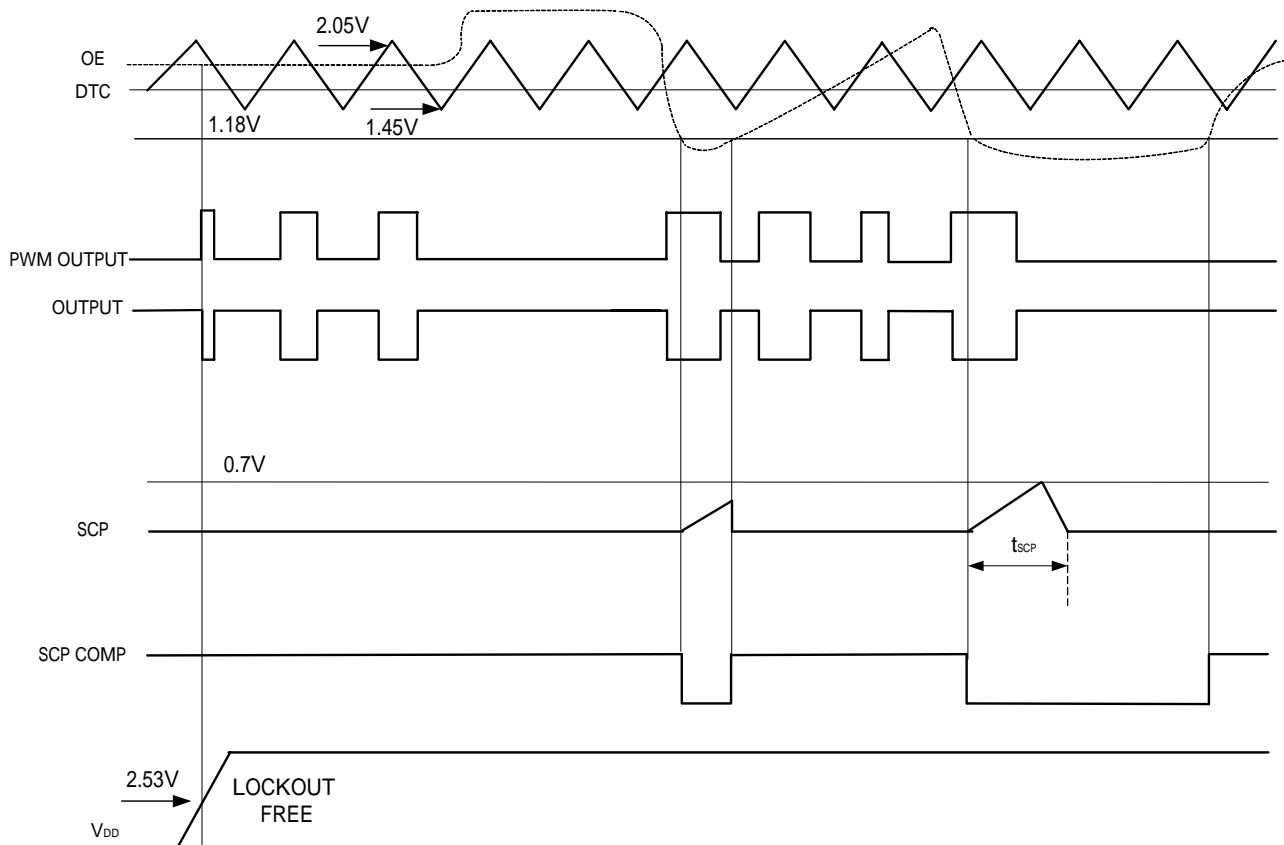 2.05V
OE
DTC
1.18V
1.45V
PWM OUTPUT
OUTPUT
0.7V
SCP
tSCP
SCP COMP
2.53V
LOCKOUT
FREE
VDD